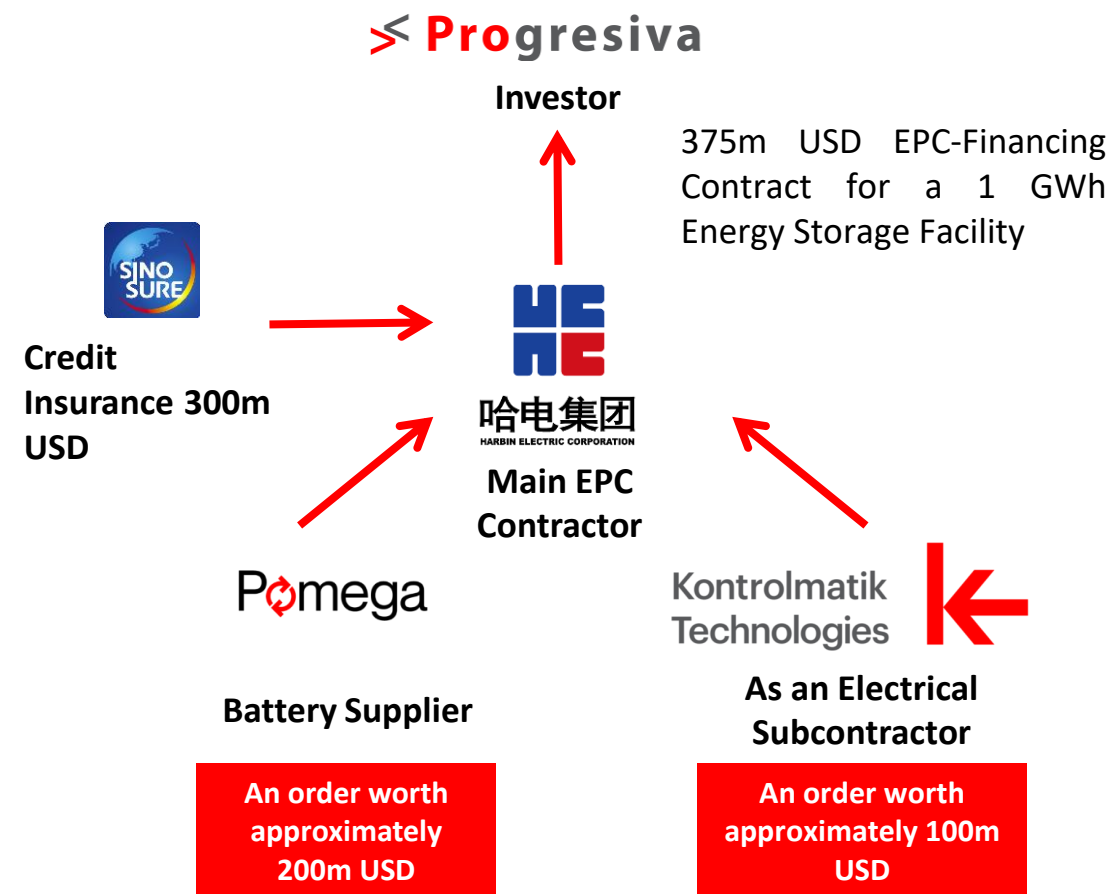 Progresiva
Investor
375m USD EPC-Financing
Contract for a 1 GWh
Energy Storage Facility
SINO
SURE
Credit
Insurance 300m
USD
哈电集团
HARBIN ELECTRIC CORPORATION
Main EPC
Contractor
Pomega
Battery Supplier
An order worth
approximately
200m USD
Kontrolmatik
Technologies
As an Electrical
Subcontractor
An order worth
approximately 100m
USD